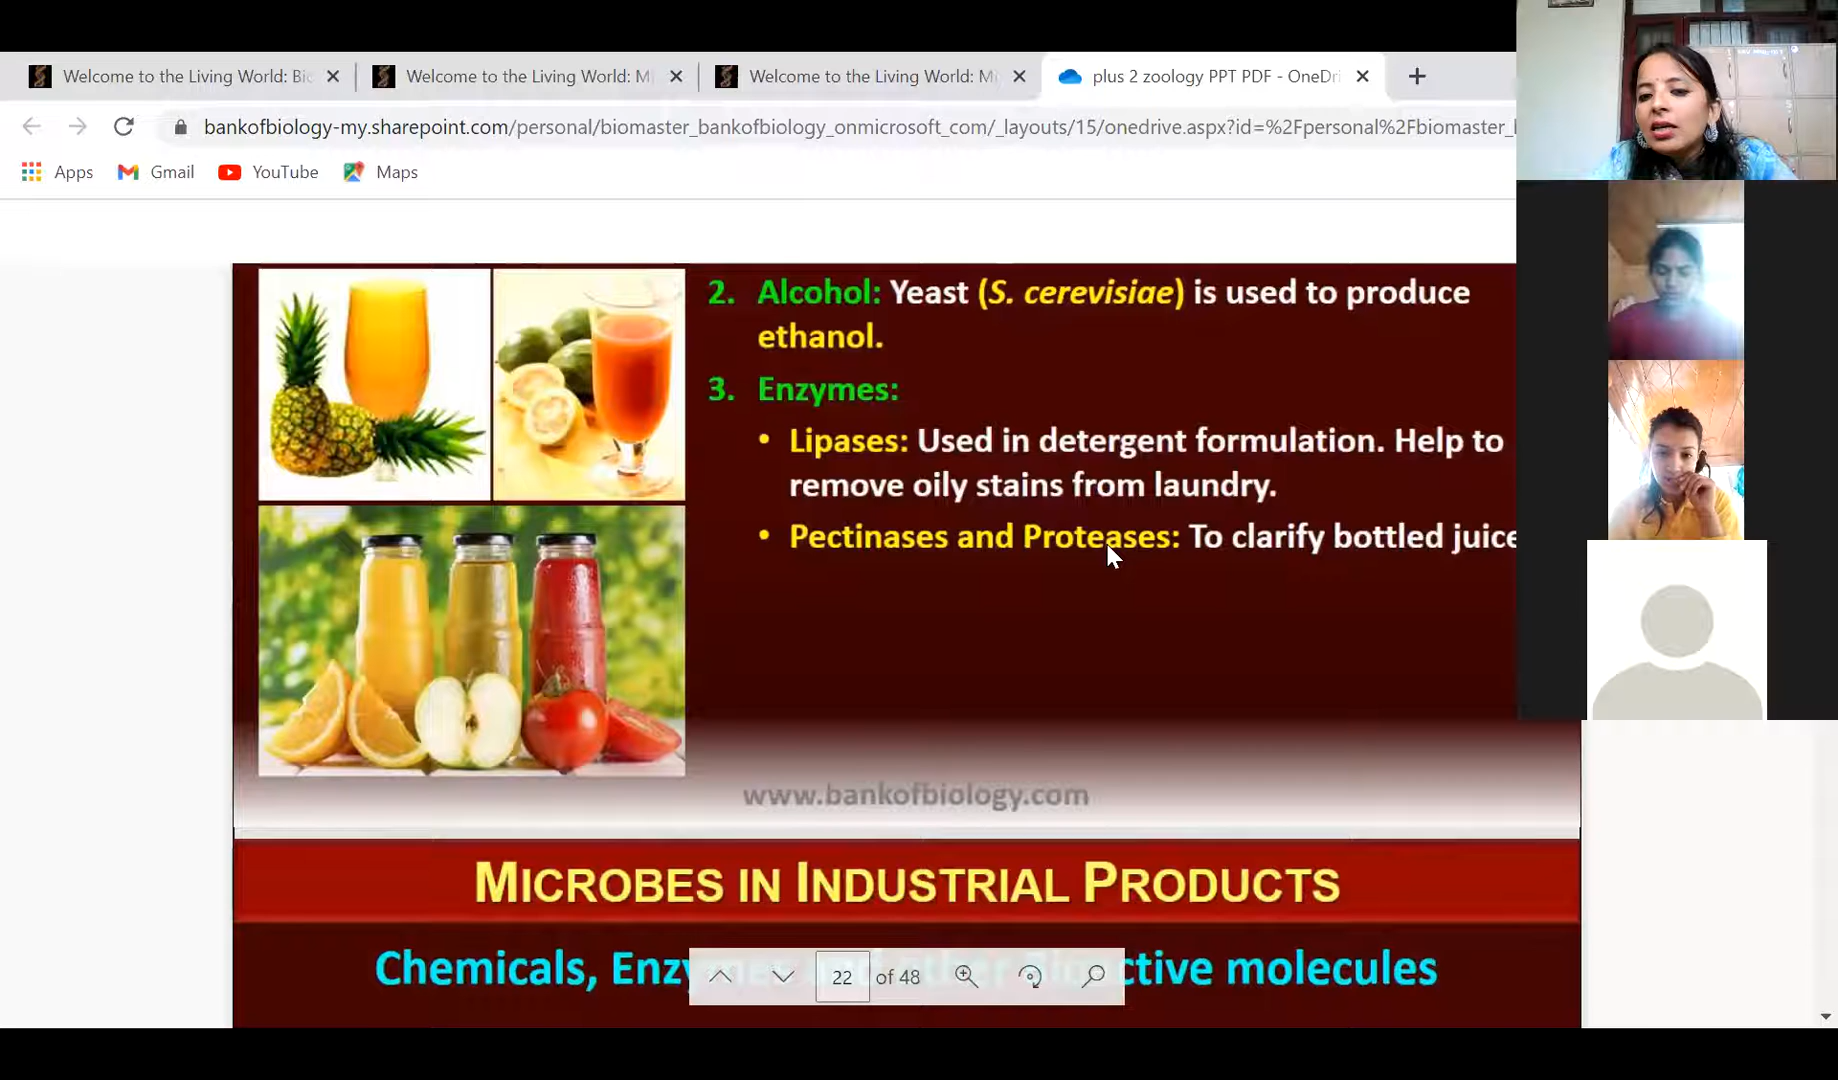 Welcome to the Living World: Bi
Welcome to the Living World: M
Welcome to the Living World: Mi
plus 2 zoology PPT PDF - OneDri
bankofbiology-my.sharepoint.com/personal/biomaster_bankofbiology_onmicrosoft_com/_layouts/15/onedrive.aspx?id=%2Fpersonal%2Fbiomaster_
Apps
Gmail
YouTube
Maps
2. Alcohol: Yeast (S. cerevisiae) is used to produce
ethanol.
3. Enzymes:
• Lipases: Used in detergent formulation. Help to
remove oily stains from laundry.
• Pectinases and Proteases: To clarify bottled juice
www.bankofbiology.com
MICROBES IN INDUSTRIAL PRODUCTS
Chemicals, Enzy ctive molecules
22 of 48